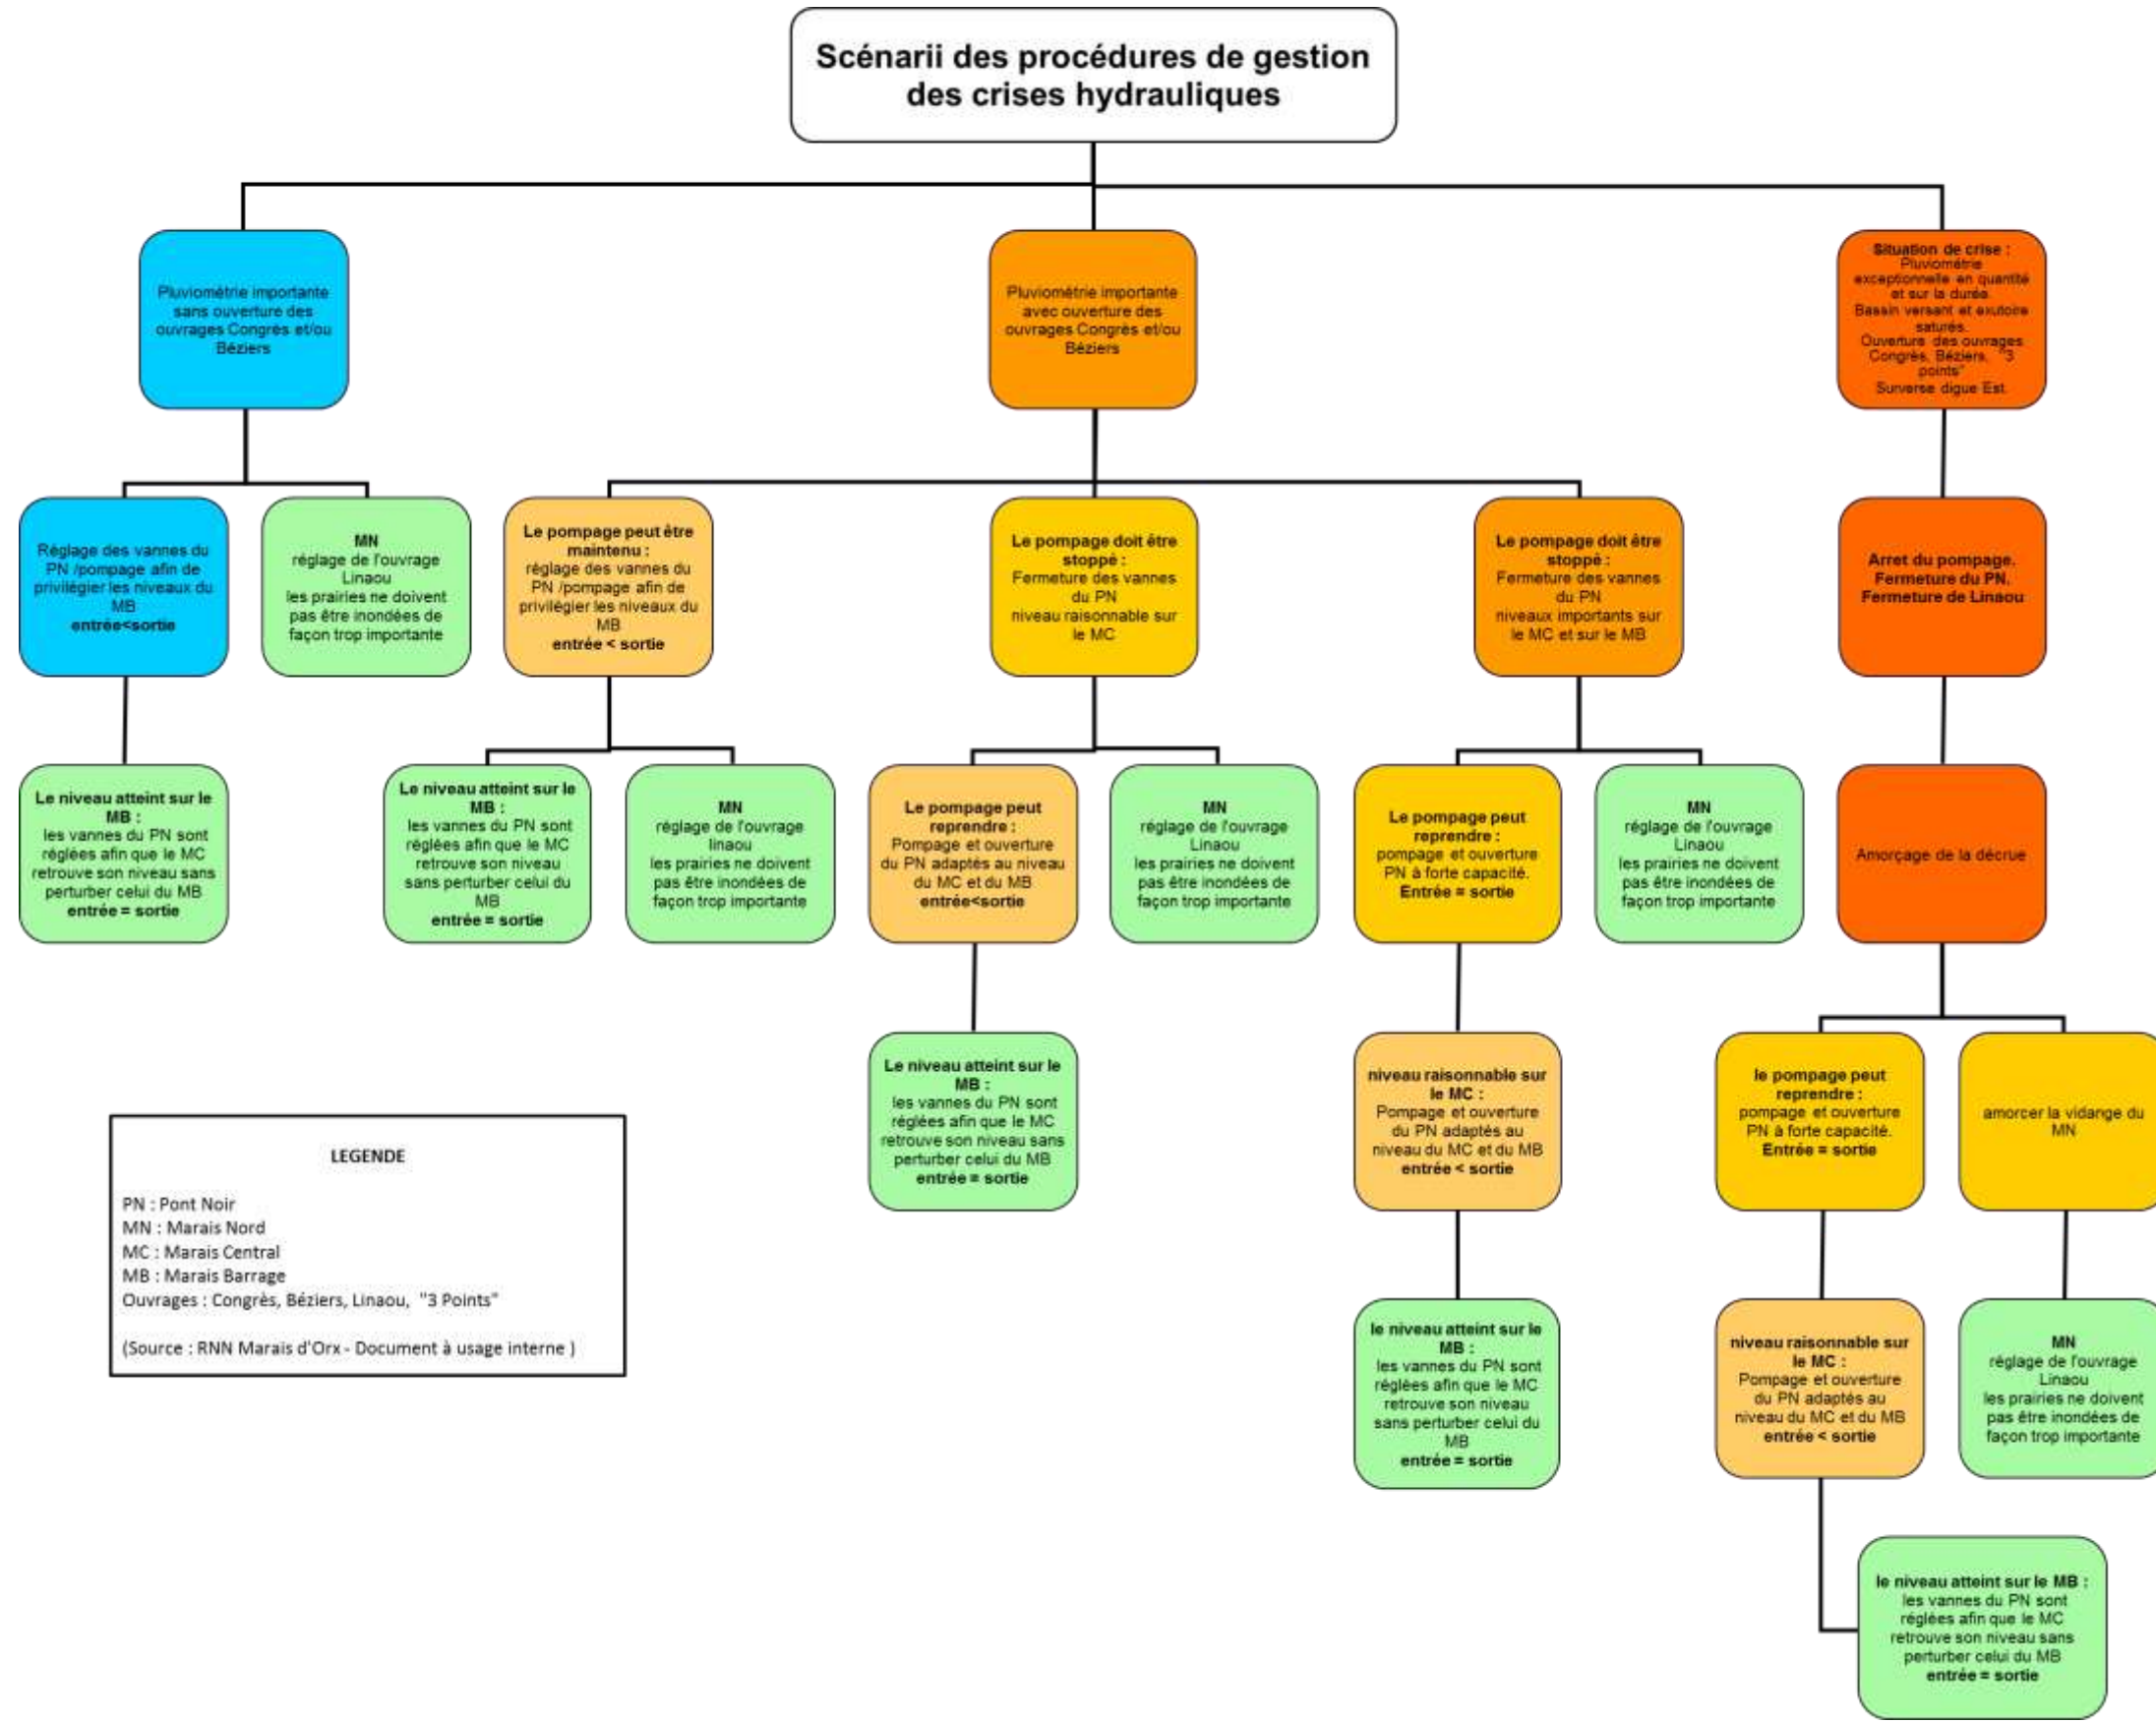 Scénarii des procédures de gestion
des crises hydrauliques
Pluviométrie importante
sans ouverture des
ouvrages Congrès et/ou
Béziers
Pluviométrie importante
avec ouverture des
ouvrages Congrès et/ou
Béziers
Situation de crise :
Pluviométrie
exceptionnelle en quantité
et sur la durée.
Bassin versant et exutoire
saturés.
Ouverture des ouvrages
Congrès, Béziers, "3
points"
Surverse digue Est.
Réglage des vannes du
PN /pompage afin de
privilégier les niveaux du
MB
entrée<sortie
MN
réglage de l'ouvrage
Linaou
les prairies ne doivent
pas être inondées de
façon trop importante
Le pompage peut être
maintenu :
réglage des vannes du
PN /pompage afin de
privilégier les niveaux du
MB
entrée < sortie
Le pompage doit être
stoppé :
Fermeture des vannes
du PN
niveau raisonnable sur
le MC
Le pompage doit être
stoppé :
Fermeture des vannes
du PN
niveaux importants sur
le MC et sur le MB
Arret du pompage.
Fermeture du PN.
Fermeture de Linaou
Le niveau atteint sur le
MB :
les vannes du PN sont
réglées afin que le MC
retrouve son niveau sans
perturber celui du MB
entrée = sortie
Le niveau atteint sur le
MB :
les vannes du PN sont
réglées afin que le MC
retrouve son niveau
sans perturber celui du
MB
entrée = sortie
MN
réglage de l'ouvrage
linaou
les prairies ne doivent
pas être inondées de
façon trop importante
Le pompage peut
reprendre :
Pompage et ouverture
du PN adaptés au niveau
du MC et du MB
entrée<sortie
MN
réglage de l'ouvrage
Linaou
les prairies ne doivent
pas être inondées de
façon trop importante
Le pompage peut
reprendre :
pompage et ouverture
PN à forte capacité.
Entrée = sortie
MN
réglage de l'ouvrage
Linaou
les prairies ne doivent
pas être inondées de
façon trop importante
Amorçage de la décrue
Le niveau atteint sur le
MB :
les vannes du PN sont
réglées afin que le MC
retrouve son niveau sans
perturber celui du MB
entrée = sortie
niveau raisonnable sur
le MC :
Pompage et ouverture
du PN adaptés au
niveau du MC et du MB
entrée < sortie
le pompage peut
reprendre :
pompage et ouverture
PN à forte capacité.
Entrée = sortie
amorcer la vidange du
MN
LEGENDE
PN : Pont Noir
MN : Marais Nord
MC : Marais Central
MB : Marais Barrage
Ouvrages : Congrès, Béziers, Linaou, "3 Points"
(Source : RNN Marais d'Orx - Document à usage interne )
le niveau atteint sur le
MB :
les vannes du PN sont
réglées afin que le MC
retrouve son niveau
sans perturber celui du
MB
entrée = sortie
niveau raisonnable sur
le MC :
Pompage et ouverture
du PN adaptés au
niveau du MC et du MB
entrée < sortie
MN
réglage de l'ouvrage
Linaou
les prairies ne doivent
pas être inondées de
façon trop importante
le niveau atteint sur le MB :
les vannes du PN sont
réglées afin que le MC
retrouve son niveau sans
perturber celui du MB
entrée = sortie